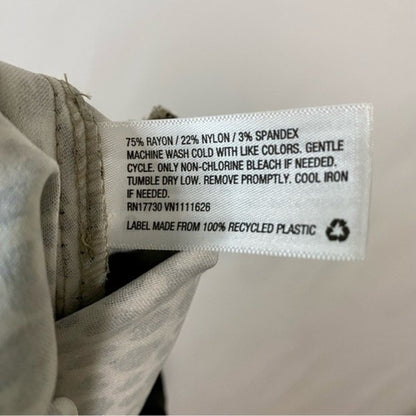 75% RAYON / 22% NYLON / 3% SPANDEX
MACHINE WASH COLD WITH LIKE COLORS. GENTLE
CYCLE. ONLY NON-CHLORINE BLEACH IF NEEDED.
TUMBLE DRY LOW. REMOVE PROMPTLY. COOL IRON
IF NEEDED.
RN17730 VN1111626
LABEL MADE FROM 100% RECYCLED PLASTIC